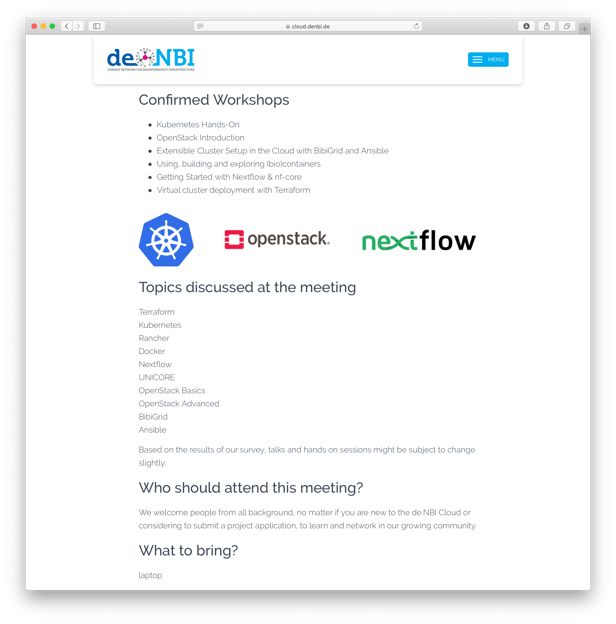 cloud.denbi.de
de NBI
GERMAN NETWORK FOR BIOINFORMATICS INFRASTRUCTURE
MENU
Confirmed Workshops
Kubernetes Hands-On
OpenStack Introduction
Extensible Cluster Setup in the Cloud with BibiGrid and Ansible
Using, building and exploring (bio)containers
Getting Started with Nextflow & nf-core
Virtual cluster deployment with Terraform
openstack.
nextflow
Topics discussed at the meeting
Terraform
Kubernetes
Rancher
Docker
Nextflow
UNICORE
OpenStack Basics
OpenStack Advanced
BibiGrid
Ansible
Based on the results of our survey, talks and hands on sessions might be subject to change
slightly.
Who should attend this meeting?
We welcome people from all background, no matter if you are new to the de.NBI Cloud or
considering to submit a project application, to learn and network in our growing community.
What to bring?
laptop